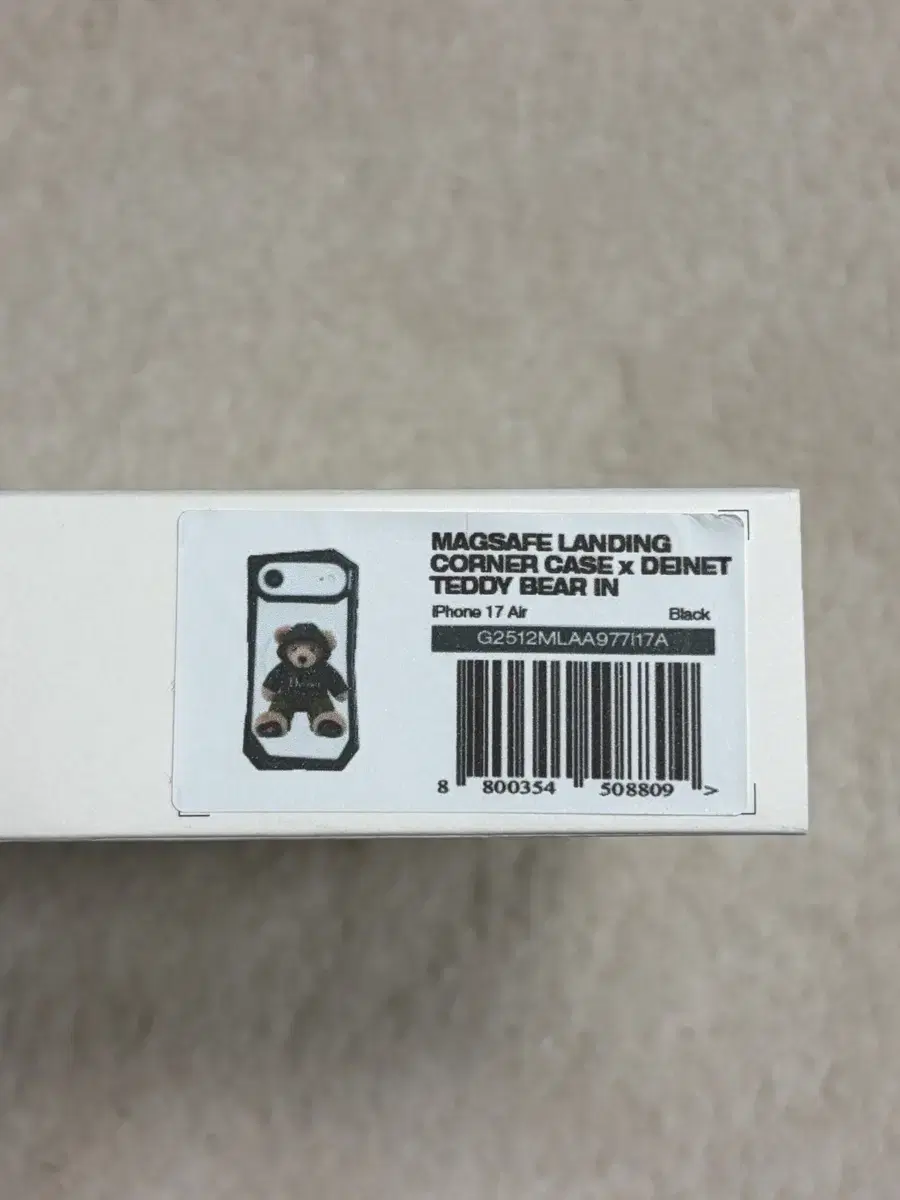 MAGSAFE LANDING
CORNER CASE x DEINET
TEDDY BEAR IN
iPhone 17 Air Black
G2512MLAA977I17A
8 800354 508809 >